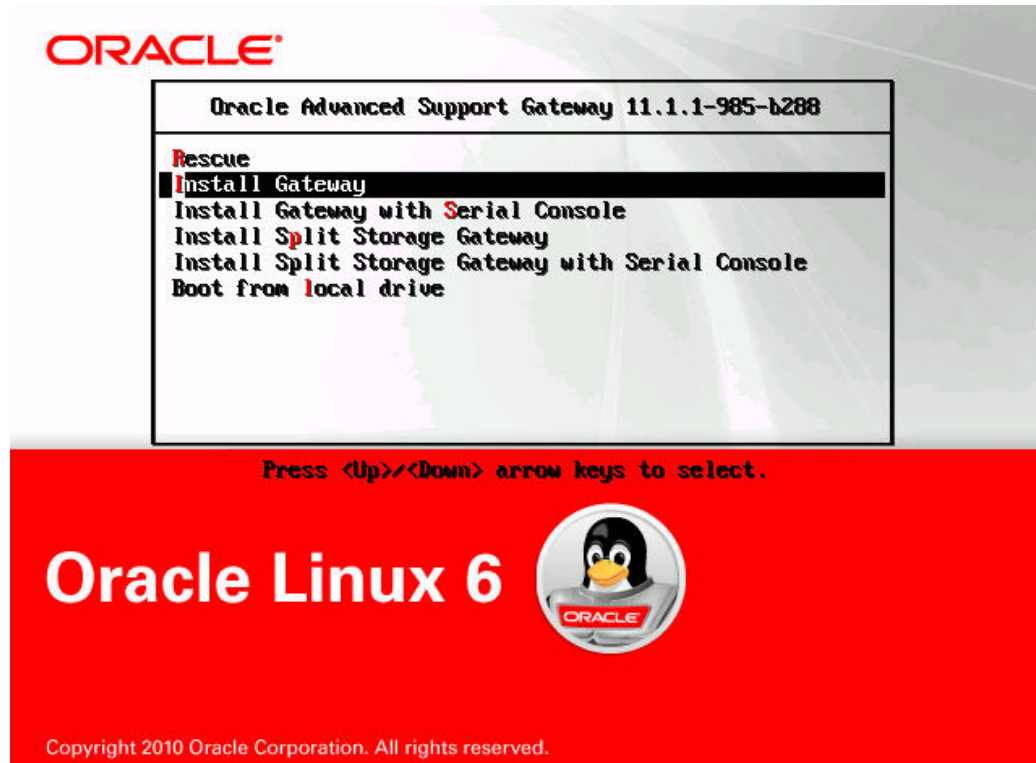 ORACLE®
Oracle Advanced Support Gateway 11.1.1-985-b288
Rescue
Install Gateway
Install Gateway with Serial Console
Install Split Storage Gateway
Install Split Storage Gateway with Serial Console
Boot from local drive
Press <Up>/<Down> arrow keys to select.
Oracle Linux 6
ORACLE
Copyright 2010 Oracle Corporation. All rights reserved.